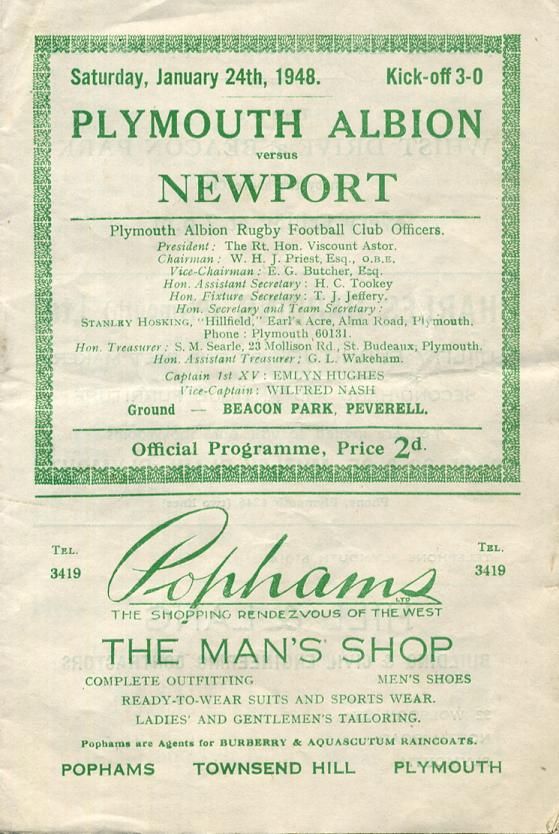 Saturday, January 24th, 1948. Kick-off 3-0
PLYMOUTH ALBION
versus
NEWPORT
Plymouth Albion Rugby Football Club Officers.
President: The Rt. Hon. Viscount Astor.
Chairman: W. H. J. Priest, Esq., O.B.E.
Vice-Chairman: E. G. Butcher, Esq.
Hon. Assistant Secretary: H. C. Tookey
Hon. Fixture Secretary: T. J. Jeffery.
Hon. Secretary and Team Secretary:
STANLEY HOSKING, "Hillfield," Earl's Acre, Alma Road, Plymouth.
Phone: Plymouth 60131.
Hon. Treasurer: S. M. Searle, 23 Mollison Rd., St. Budeaux, Plymouth.
Hon. Assistant Treasurer; G. L. Wakeham.
Captain 1st XV: EMLYN HUGHES
Vice-Captain: WILFRED NASH
Ground — BEACON PARK, PEVERELL.
Official Programme, Price 2d.
TEL. 3419
Pophams LTD
TEL. 3419
THE SHOPPING RENDEZVOUS OF THE WEST
THE MAN'S SHOP
COMPLETE OUTFITTING MEN'S SHOES
READY-TO-WEAR SUITS AND SPORTS WEAR.
LADIES' AND GENTLEMEN'S TAILORING.
Pophams are Agents for BURBERRY & AQUASCUTUM RAINCOATS.
POPHAMS TOWNSEND HILL PLYMOUTH